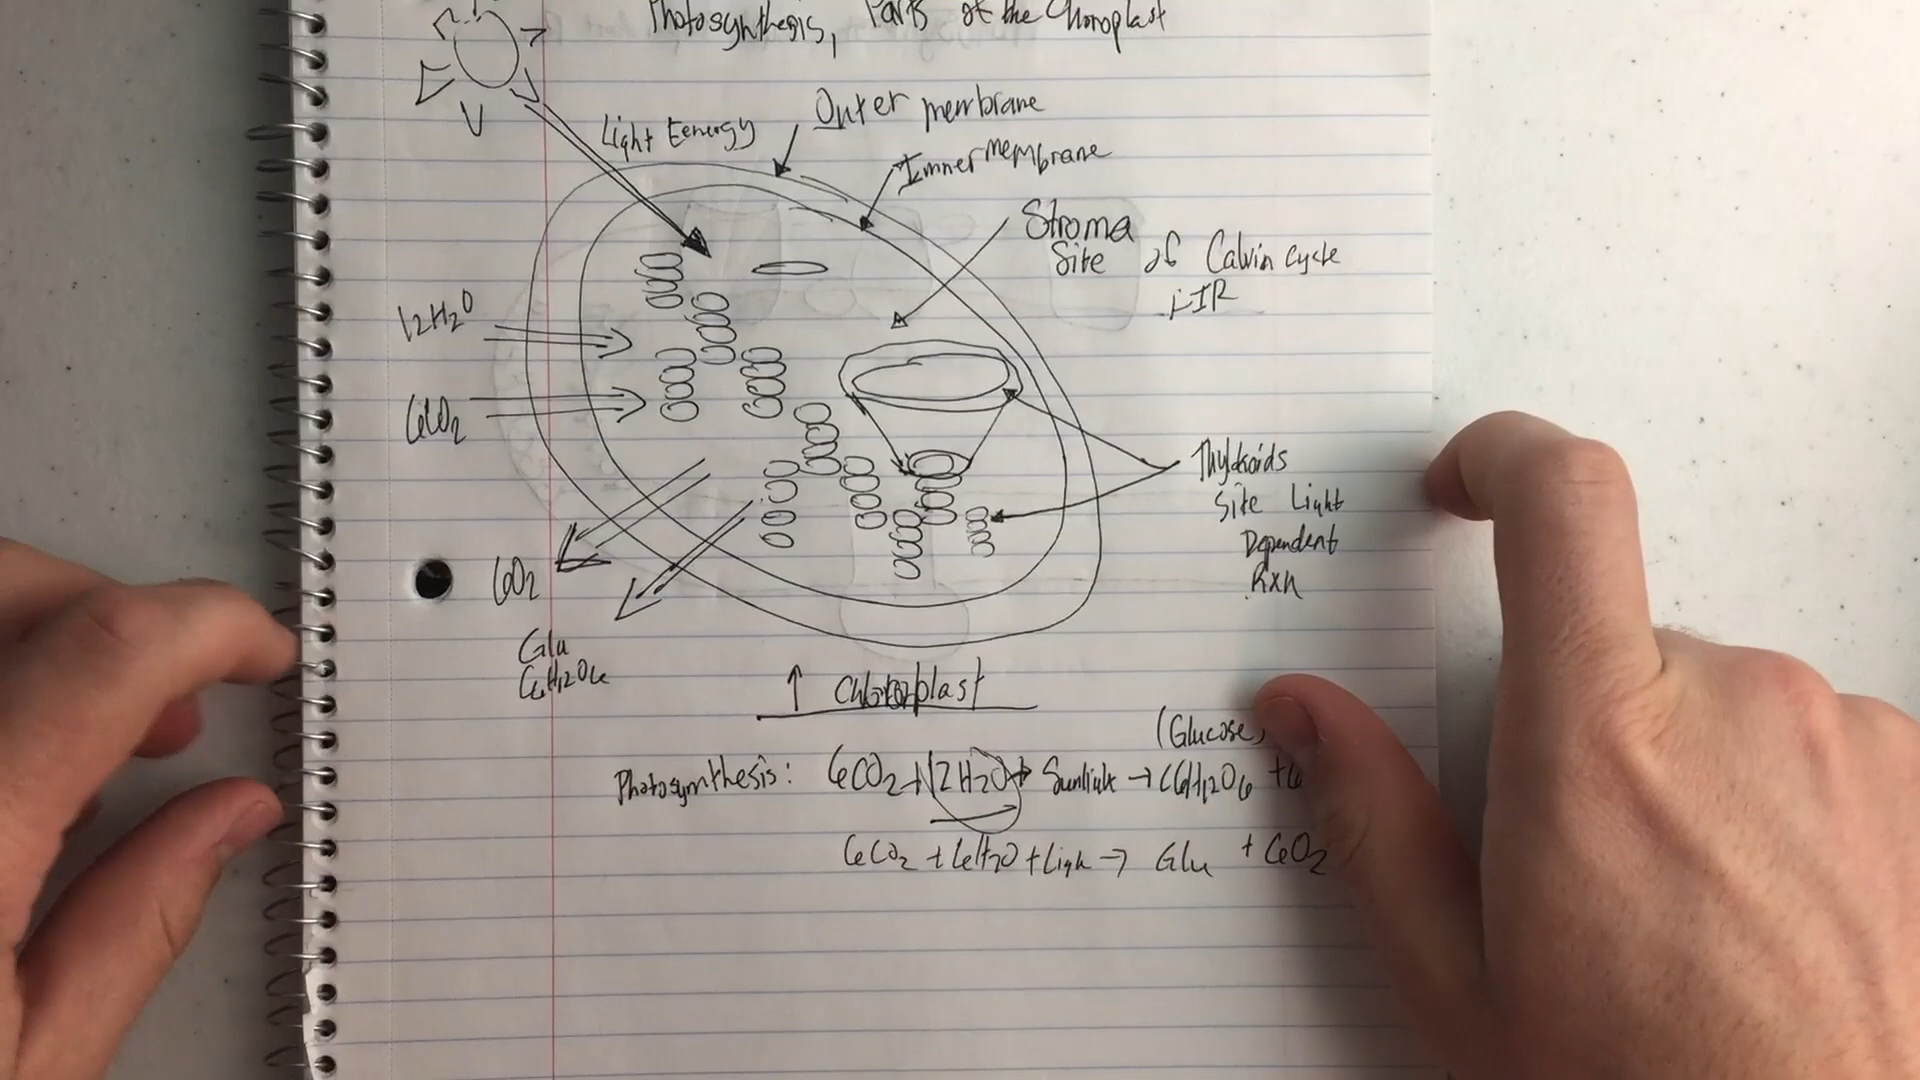 Photosynthesis, Parts of the Choroplast
Light Eenergy
Outer membrane
Inner membrane
Stroma
Site of Calvin cycle
LIR
12H2O
6CO2
Thylkoids
Site Light
Dependent
Rxn
6O2
Glu
C6H12O6
↑ Chloroplast
(Glucose)
Photosynthesis: 6CO2+12H2O+ Sunlight → C6H12O6 +6
6CO2 + 6H2O + Ligh → Glu + 6O2